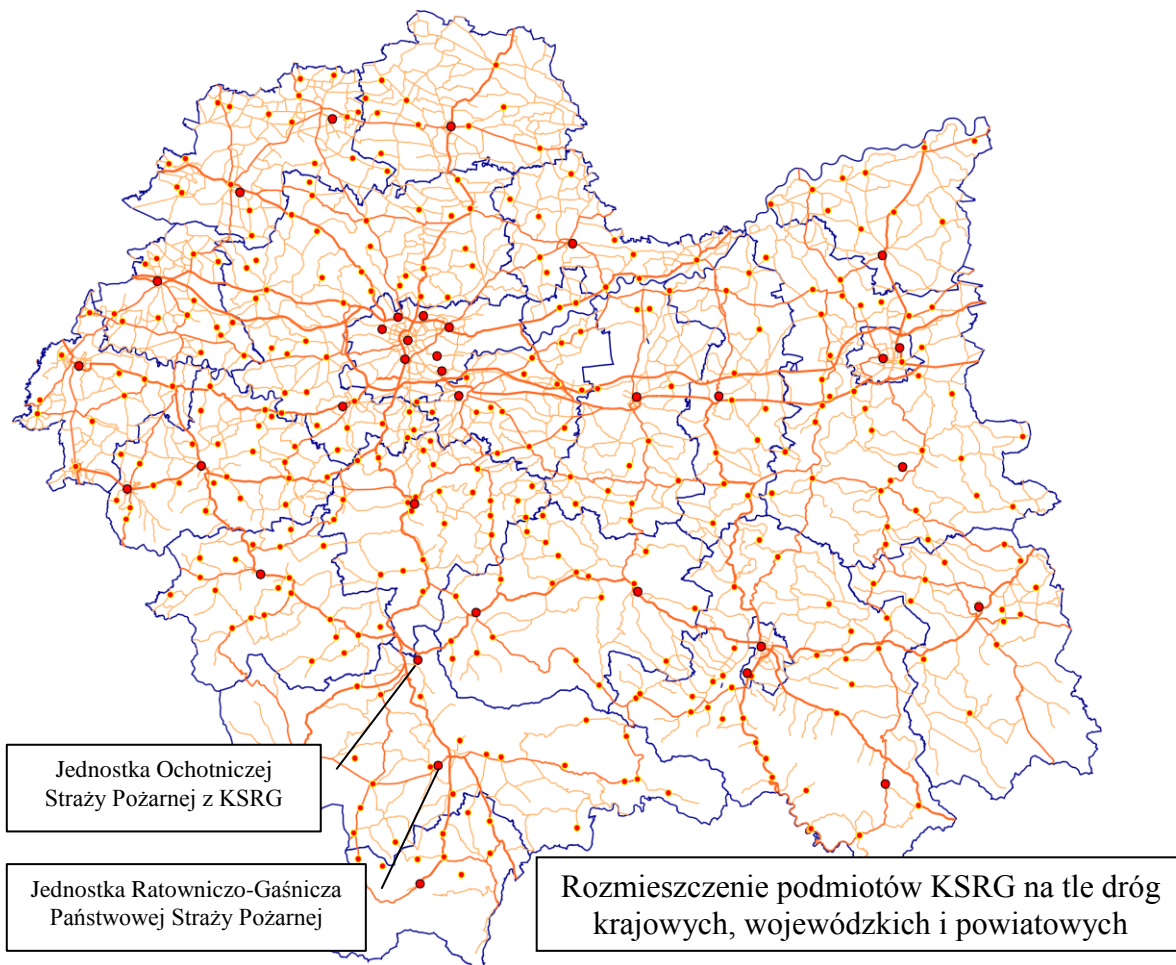 Jednostka Ochotniczej
Straży Pożarnej z KSRG
Jednostka Ratowniczo-Gaśnicza
Państwowej Straży Pożarnej
Rozmieszczenie podmiotów KSRG na tle dróg
krajowych, wojewódzkich i powiatowych